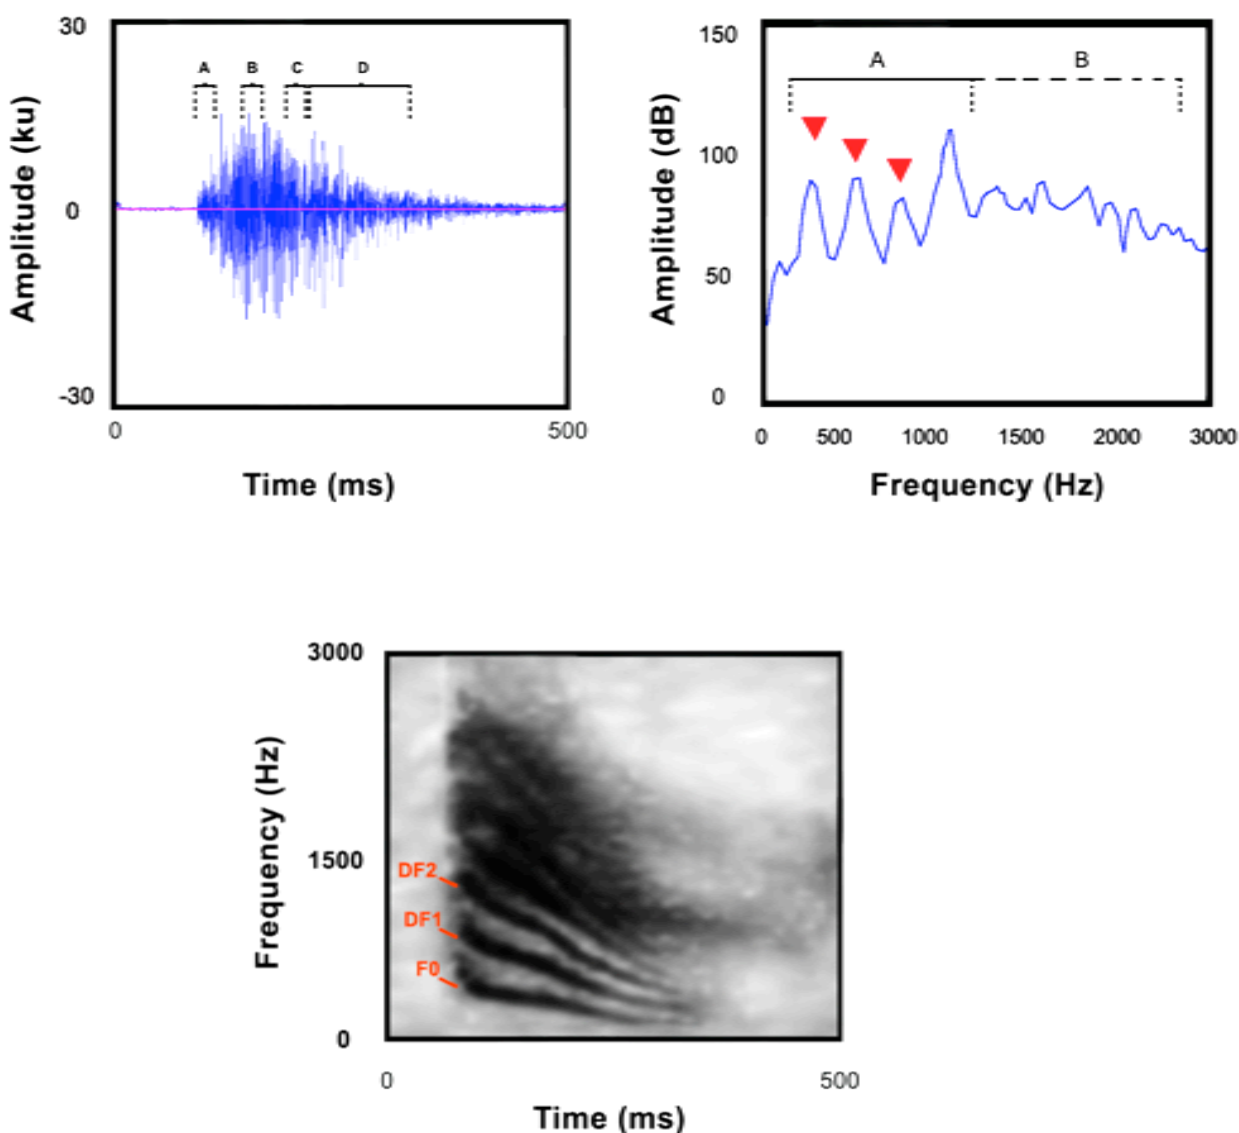 30
A B C D
Amplitude (ku)
0
-30
0 500
Time (ms)
150
A B
Amplitude (dB)
100
50
0
0 500 1000 1500 2000 3000
Frequency (Hz)
3000
Frequency (Hz)
1500
DF2
DF1
F0
0
0 500
Time (ms)